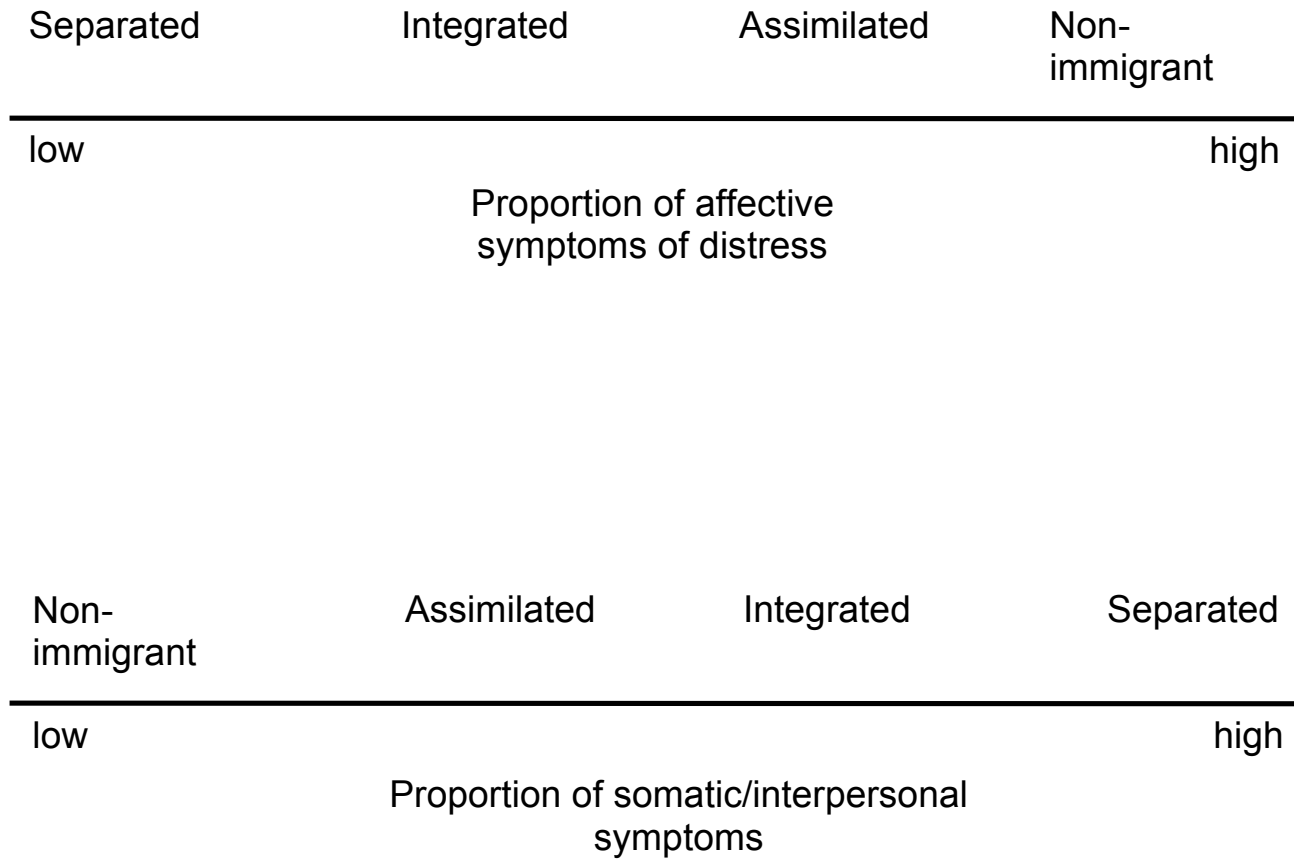 Separated Integrated Assimilated Non-
immigrant
low high
Proportion of affective
symptoms of distress
Non-
immigrant Assimilated Integrated Separated
low high
Proportion of somatic/interpersonal
symptoms